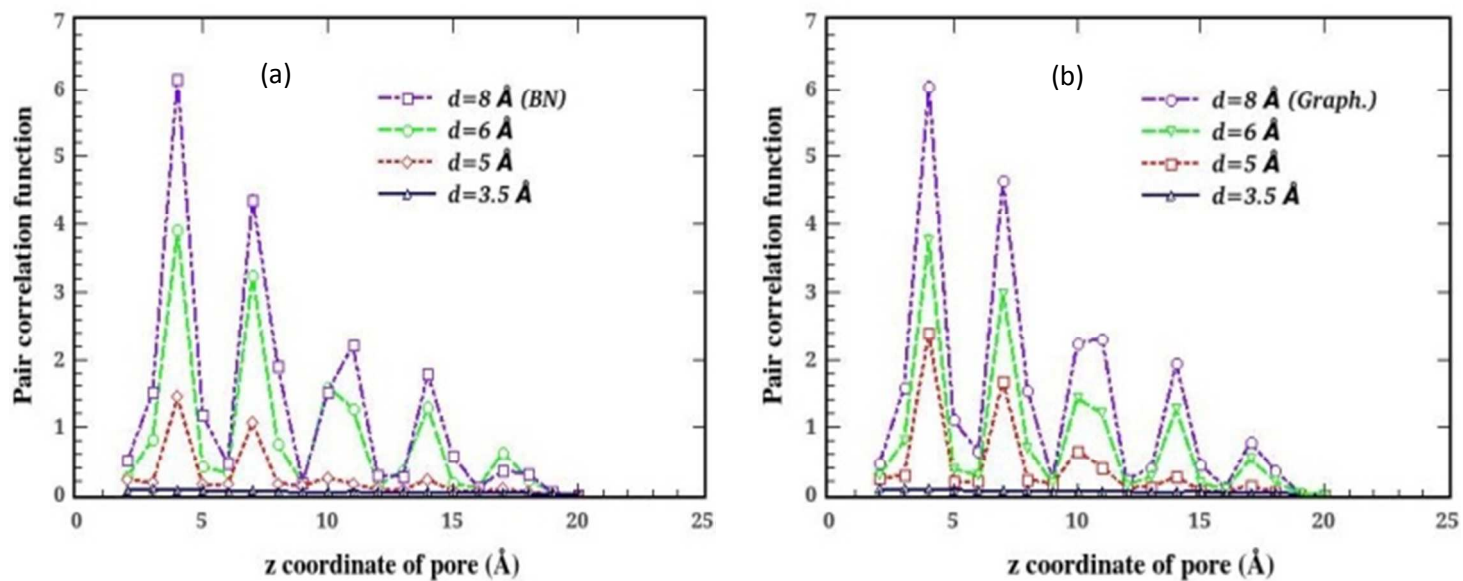 (a)
d=8 Å (BN)
d=6 Å
d=5 Å
d=3.5 Å
Pair correlation function
7
6
5
4
3
2
1
0
0 5 10 15 20 25
z coordinate of pore (Å)
(b)
d=8 Å (Graph.)
d=6 Å
d=5 Å
d=3.5 Å
Pair correlation function
7
6
5
4
3
2
1
0
0 5 10 15 20 25
z coordinate of pore (Å)